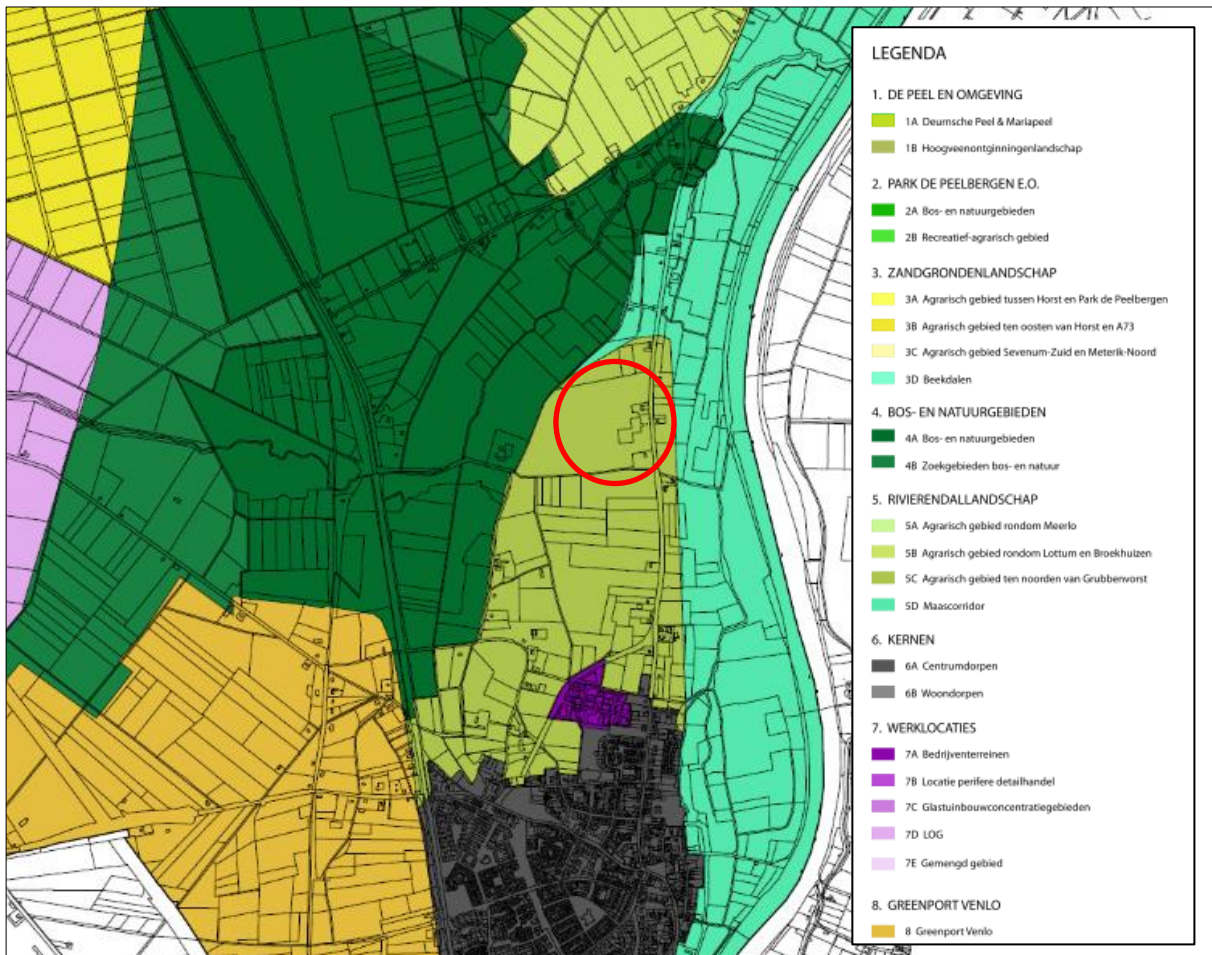 LEGENDA
1. DE PEEL EN OMGEVING
1A Deurnsche Peel & Mariapeel
1B Hoogveenontginningenlandschap
2. PARK DE PEELBERGEN E.O.
2A Bos- en natuurgebieden
2B Recreatief-agrarisch gebied
3. ZANDGRONDENLANDSCHAP
3A Agrarisch gebied tussen Horst en Park de Peelbergen
3B Agrarisch gebied ten oosten van Horst en A73
3C Agrarisch gebied Sevenum-Zuid en Meterik-Noord
3D Beekdalen
4. BOS- EN NATUURGEBIEDEN
4A Bos- en natuurgebieden
4B Zoekgebieden bos- en natuur
5. RIVIERENDALLANDSCHAP
5A Agrarisch gebied rondom Meerlo
5B Agrarisch gebied rondom Lottum en Broekhuizen
5C Agrarisch gebied ten noorden van Grubbenvorst
5D Maascorridor
6. KERNEN
6A Centrumdorpen
6B Woondorpen
7. WERKLOCATIES
7A Bedrijventerreinen
7B Locatie perifere detailhandel
7C Glastuinbouwconcentratiegebieden
7D LOG
7E Gemengd gebied
8. GREENPORT VENLO
8 Greenport Venlo